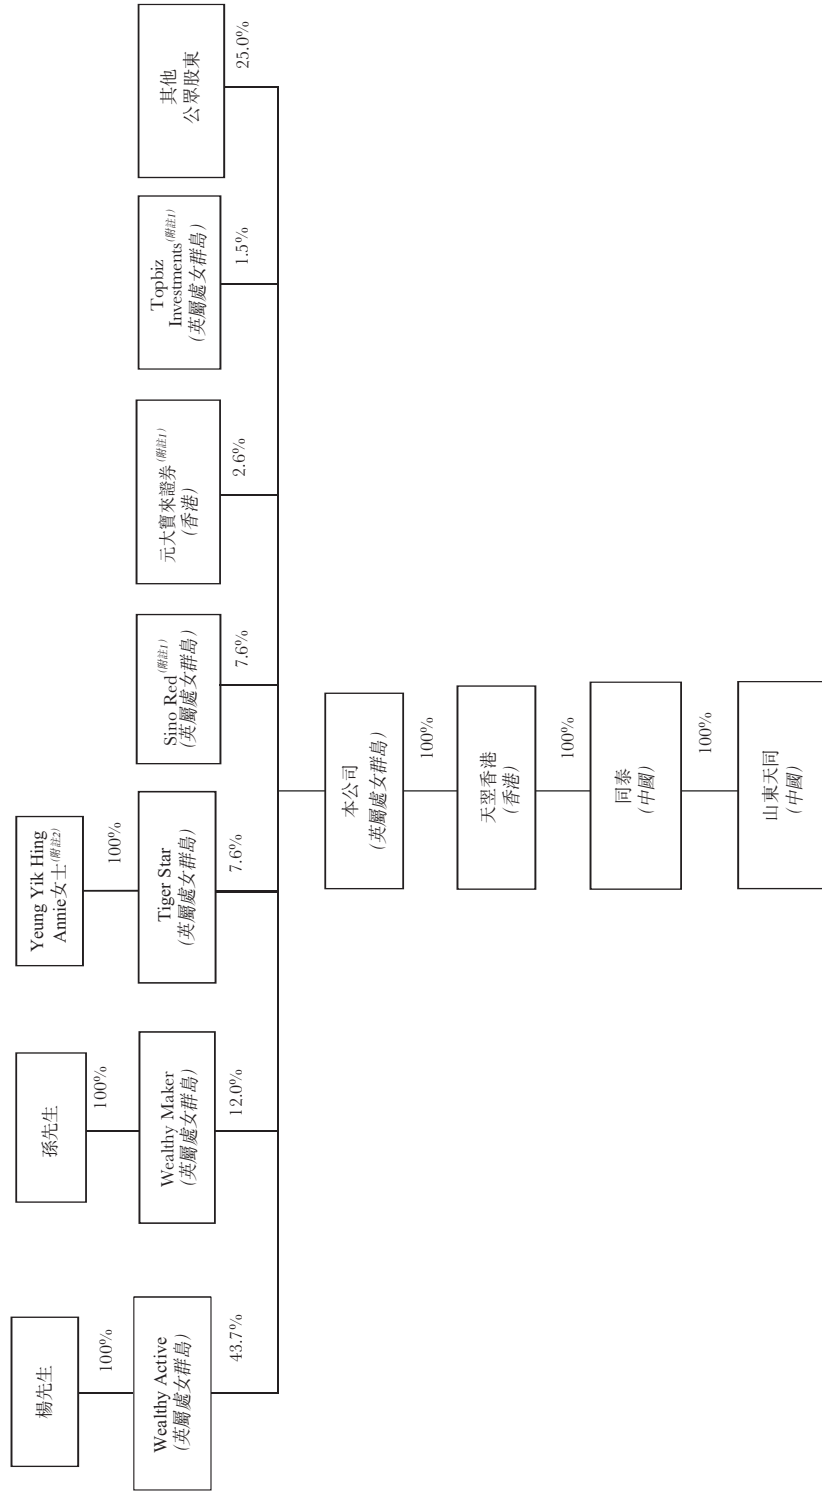 楊先生
100%
Wealthy Active
(英屬處女群島)
43.7%
孫先生
100%
Wealthy Maker
(英屬處女群島)
12.0%
Yeung Yik Hing
Annie女士(附註2)
100%
Tiger Star
(英屬處女群島)
7.6%
Sino Red(附註1)
(英屬處女群島)
7.6%
元大寶來證券(附註1)
(香港)
2.6%
Topbiz
Investments(附註1)
(英屬處女群島)
1.5%
其他
公眾股東
25.0%
本公司
(英屬處女群島)
100%
天翌香港
(香港)
100%
同泰
(中國)
100%
山東天同
(中國)